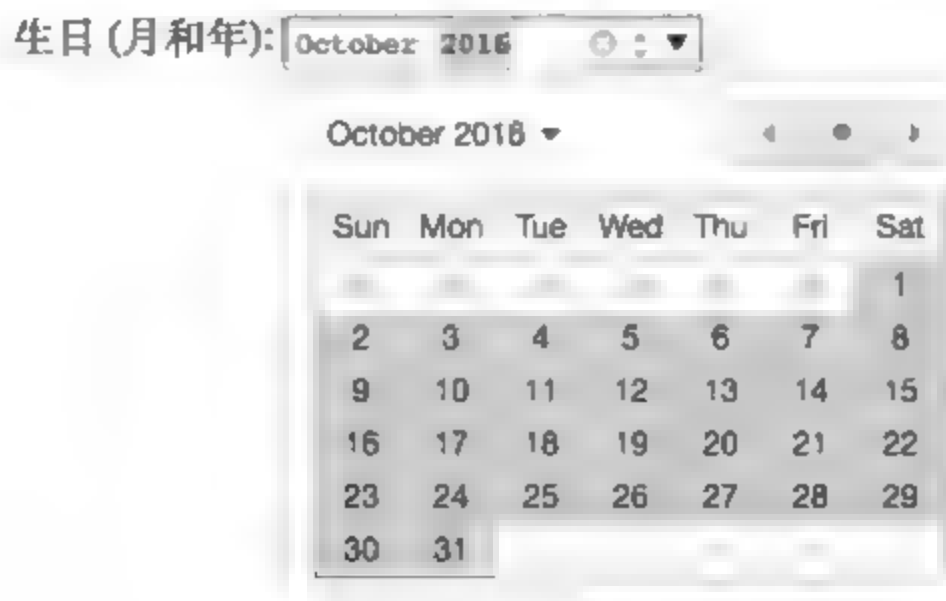 生日 (月和年): October 2016
October 2016
Sun Mon Tue Wed Thu Fri Sat
1
2 3 4 5 6 7 8
9 10 11 12 13 14 15
16 17 18 19 20 21 22
23 24 25 26 27 28 29
30 31